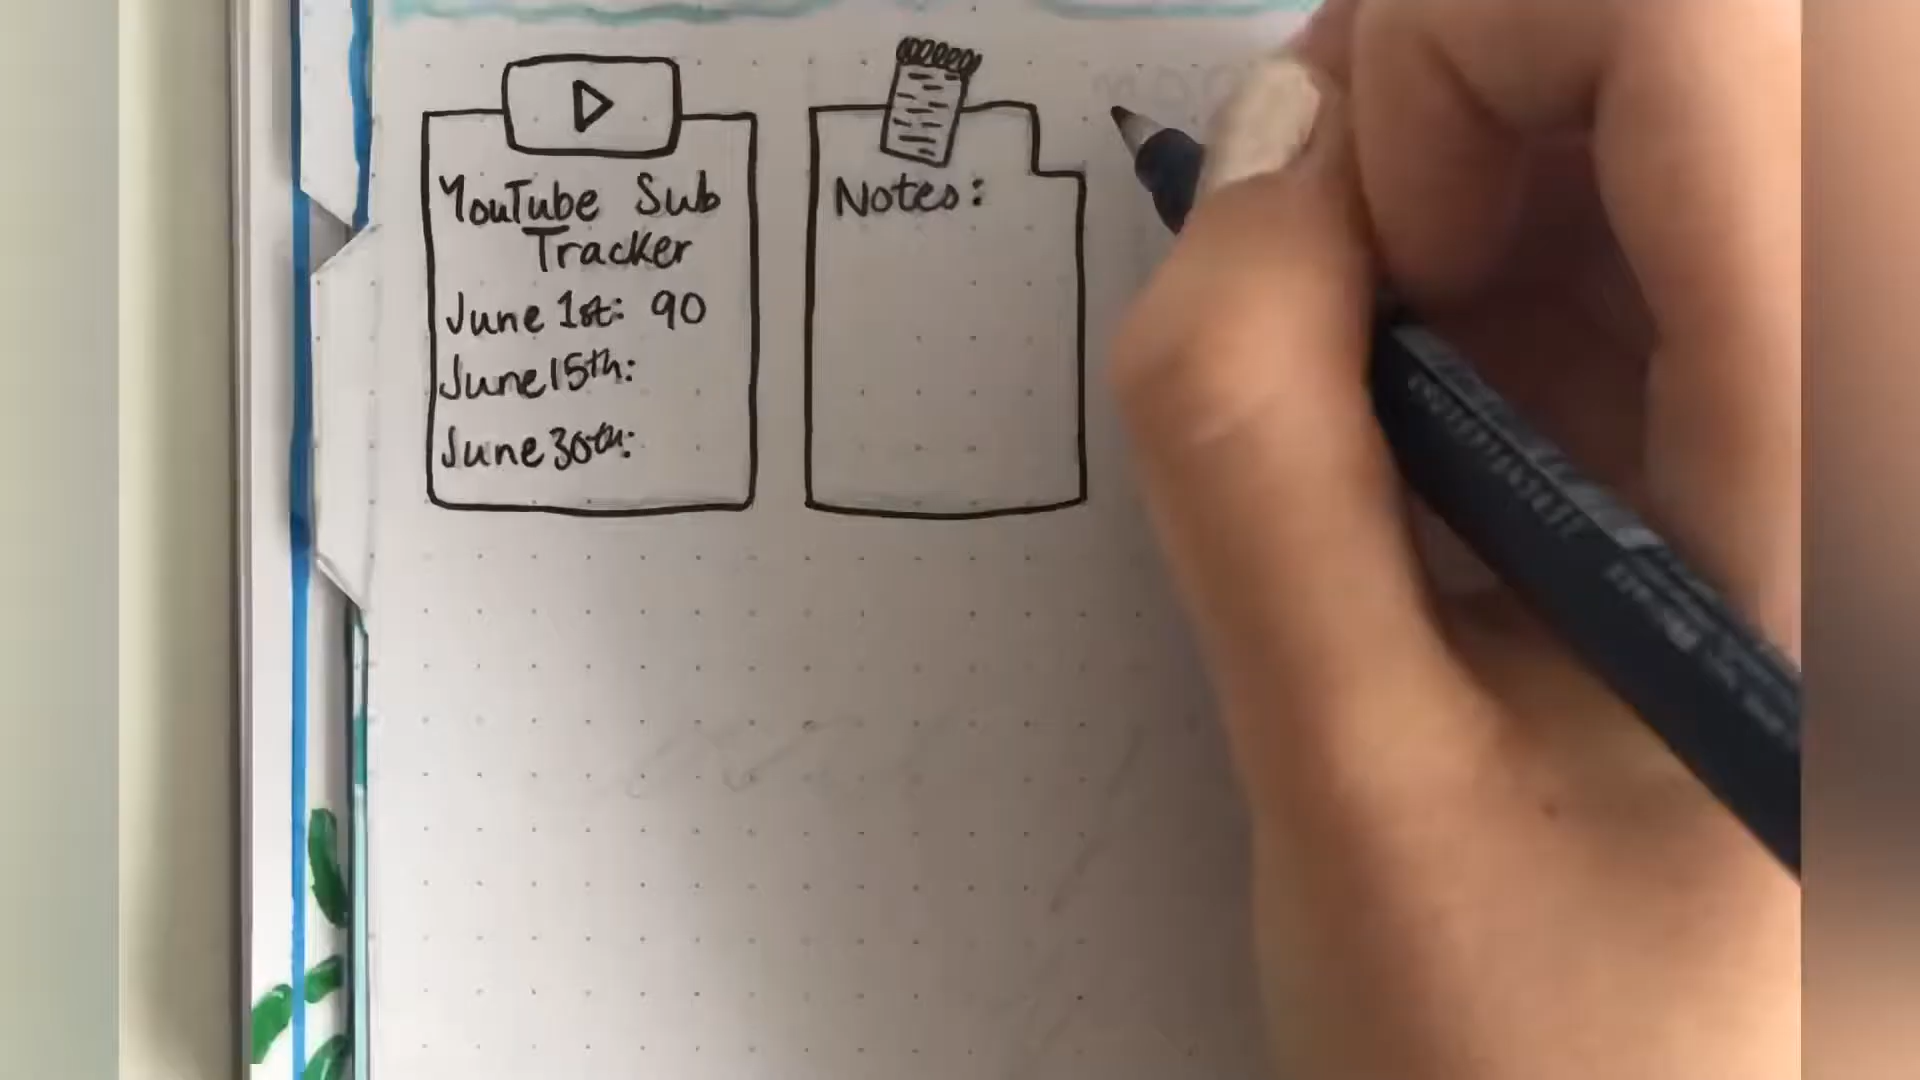 YouTube Sub
Tracker
June 1st: 90
June 15th:
June 30th:
Notes: